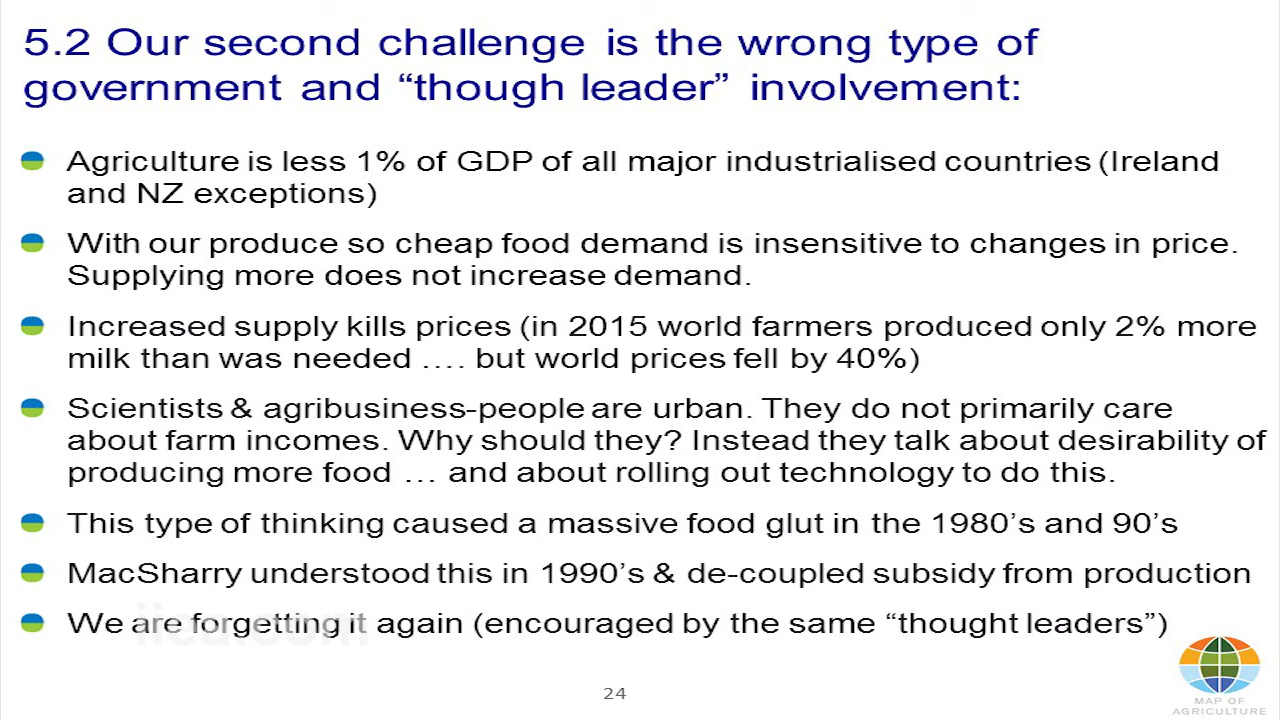 5.2 Our second challenge is the wrong type of
government and “though leader” involvement:
Agriculture is less 1% of GDP of all major industrialised countries (Ireland
and NZ exceptions)
With our produce so cheap food demand is insensitive to changes in price.
Supplying more does not increase demand.
Increased supply kills prices (in 2015 world farmers produced only 2% more
milk than was needed …. but world prices fell by 40%)
Scientists & agribusiness-people are urban. They do not primarily care
about farm incomes. Why should they? Instead they talk about desirability of
producing more food … and about rolling out technology to do this.
This type of thinking caused a massive food glut in the 1980’s and 90’s
MacSharry understood this in 1990’s & de-coupled subsidy from production
We are forgetting it again (encouraged by the same “thought leaders”)
24
MAP OF
AGRICULTURE